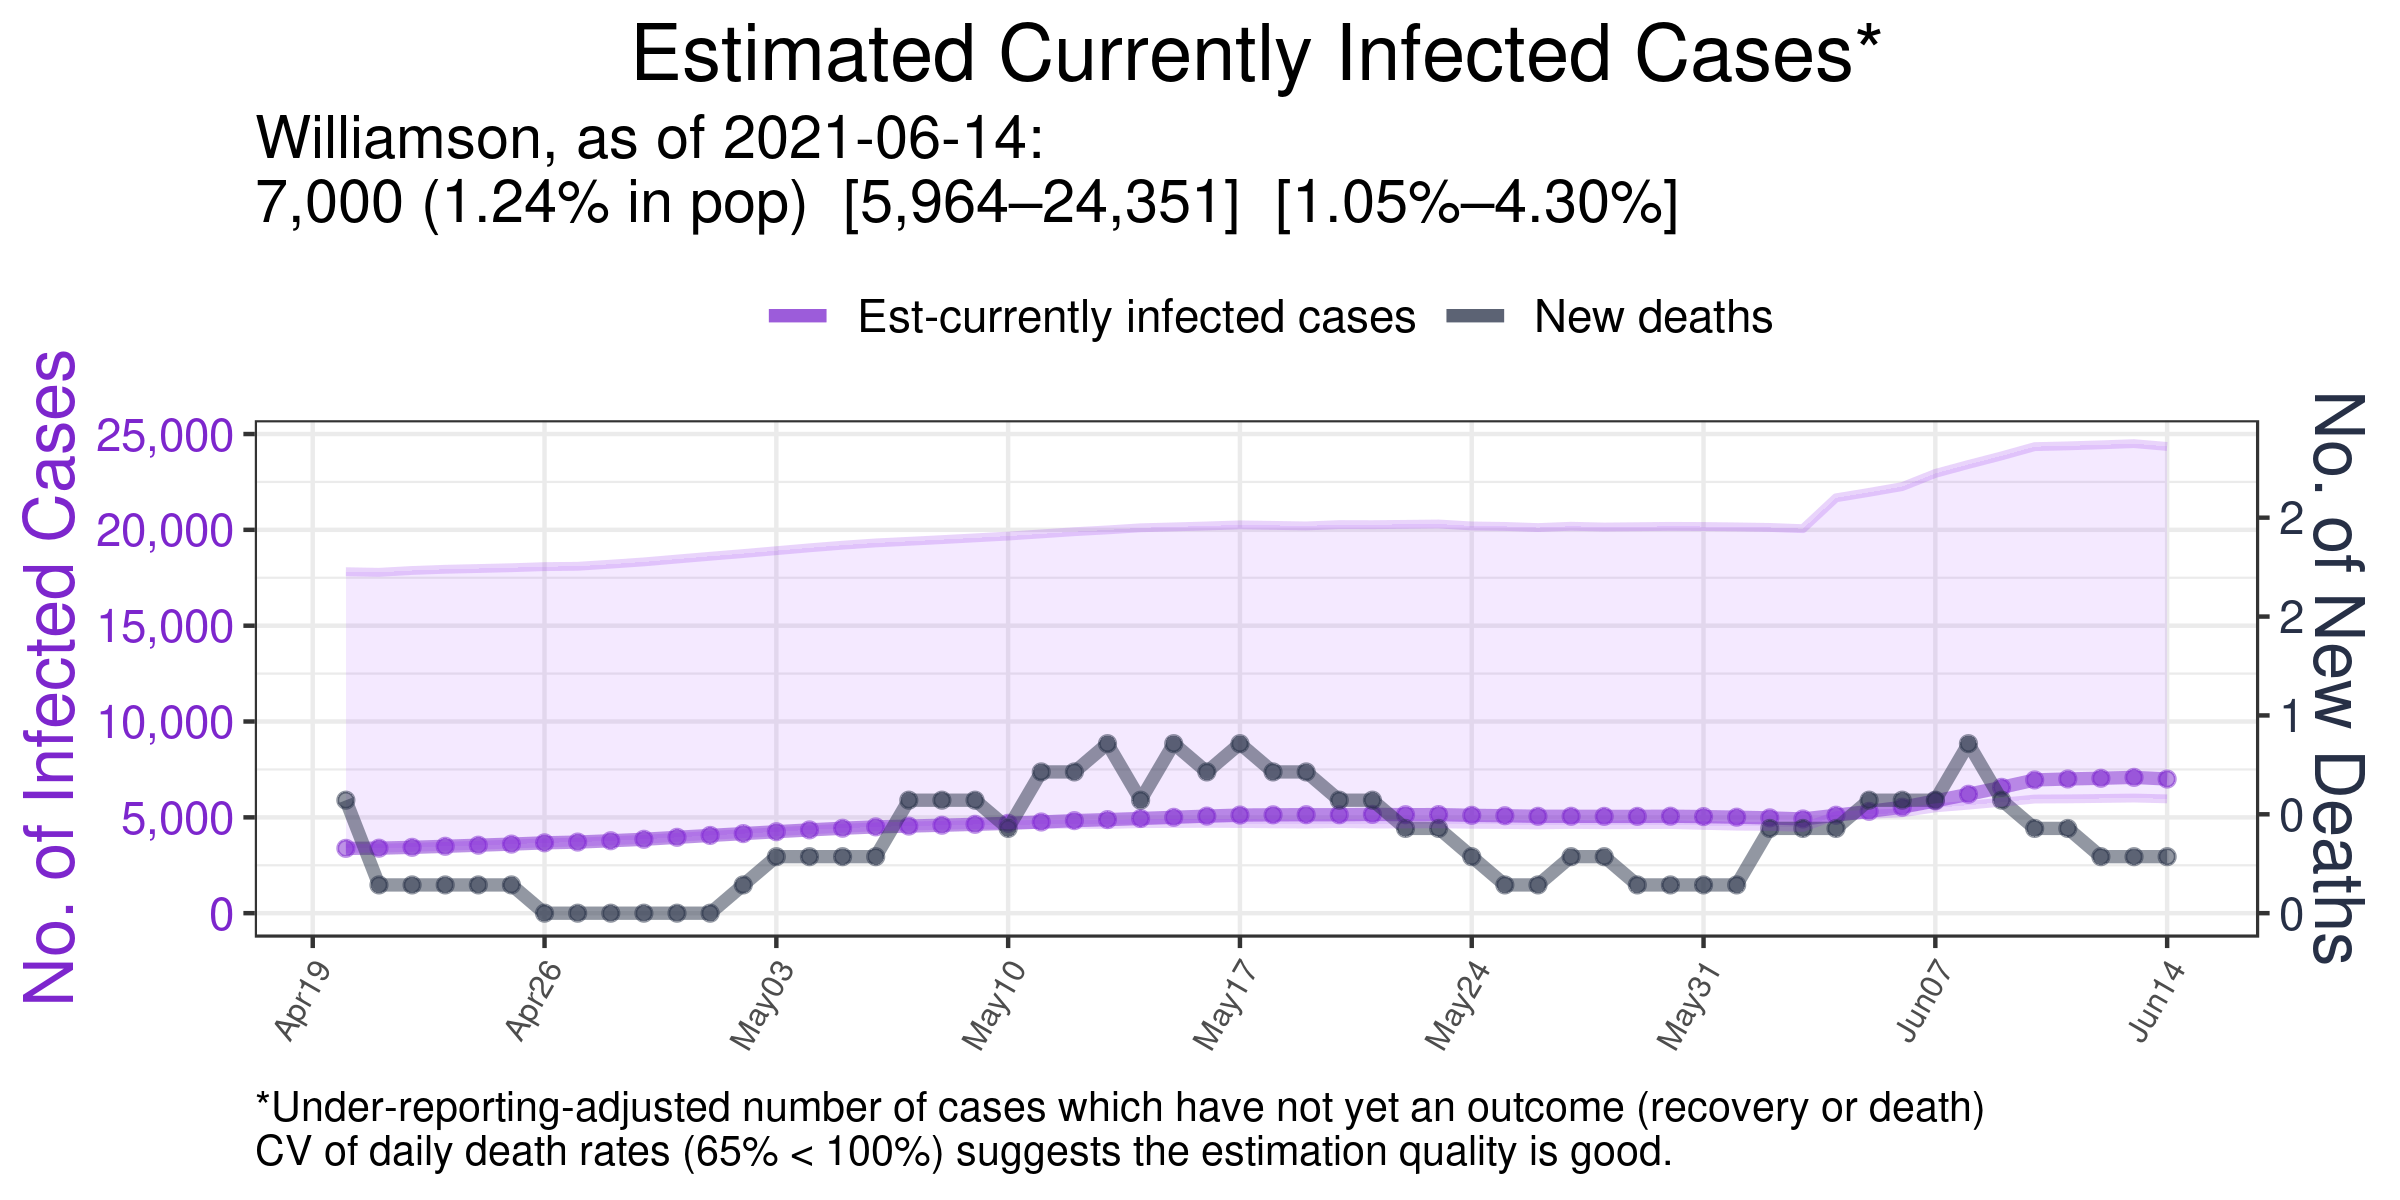 Estimated Currently Infected Cases*
Williamson, as of 2021-06-14:
7,000 (1.24% in pop) [5,964–24,351] [1.05%–4.30%]
Est-currently infected cases
New deaths
No. of Infected Cases
25,000
20,000
15,000
10,000
5,000
0
2
2
1
0
0
No. of New Deaths
Apr19
Apr26
May03
May10
May17
May24
May31
Jun07
Jun14
*Under-reporting-adjusted number of cases which have not yet an outcome (recovery or death)
CV of daily death rates (65% < 100%) suggests the estimation quality is good.